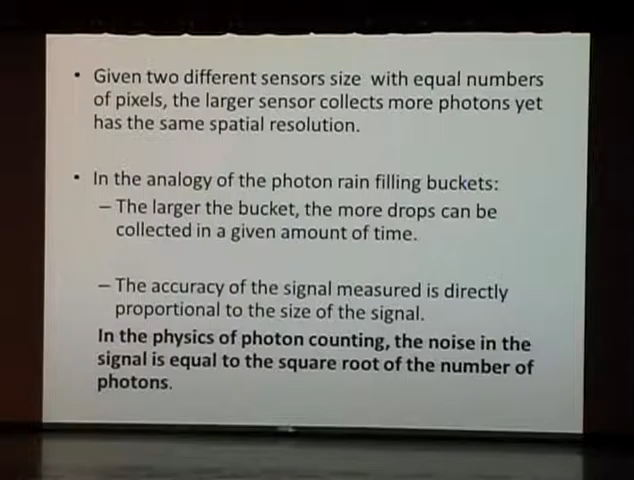 • Given two different sensors size with equal numbers
of pixels, the larger sensor collects more photons yet
has the same spatial resolution.
• In the analogy of the photon rain filling buckets:
– The larger the bucket, the more drops can be
collected in a given amount of time.
– The accuracy of the signal measured is directly
proportional to the size of the signal.
In the physics of photon counting, the noise in the
signal is equal to the square root of the number of
photons.